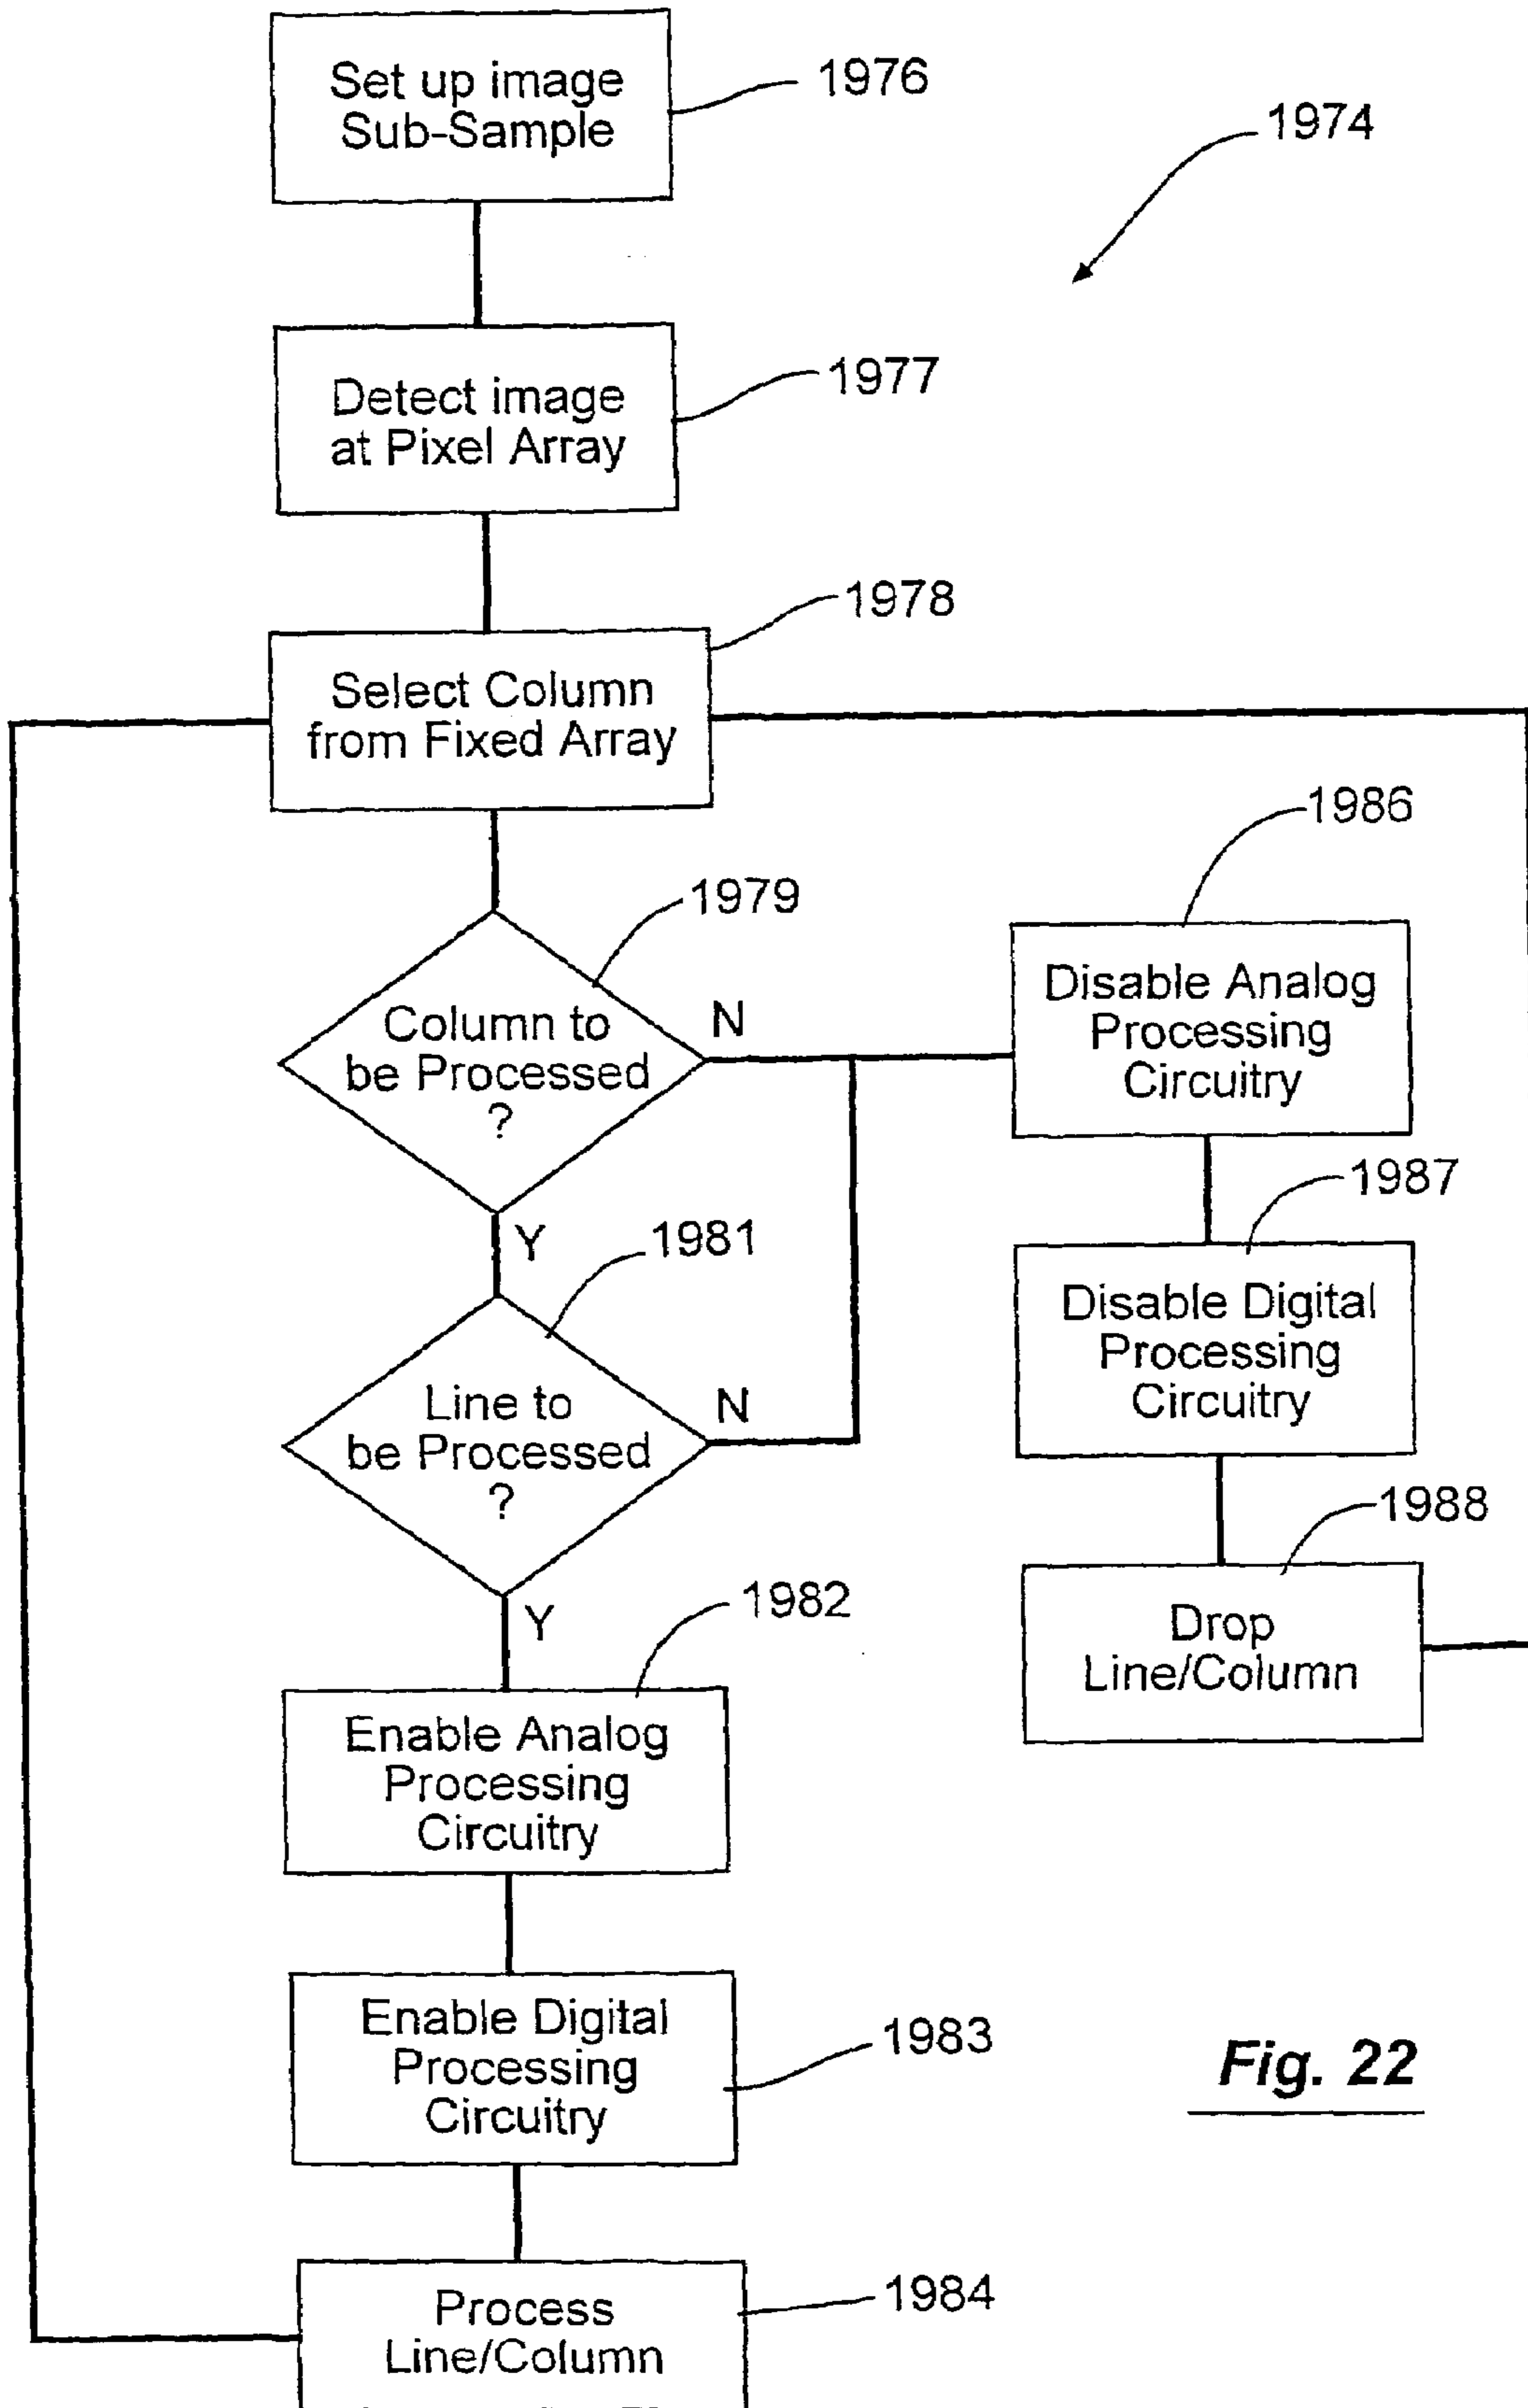 Set up image
Sub-Sample
1976
1974
Detect image
at Pixel Array
1977
Select Column
from Fixed Array
1978
1979
Column to
be Processed
?
N
Y
1986
Disable Analog
Processing
Circuitry
1987
Disable Digital
Processing
Circuitry
1981
Line to
be Processed
?
N
Y
1988
Drop
Line/Column
1982
Enable Analog
Processing
Circuitry
1983
Enable Digital
Processing
Circuitry
Fig. 22
1984
Process
Line/Column